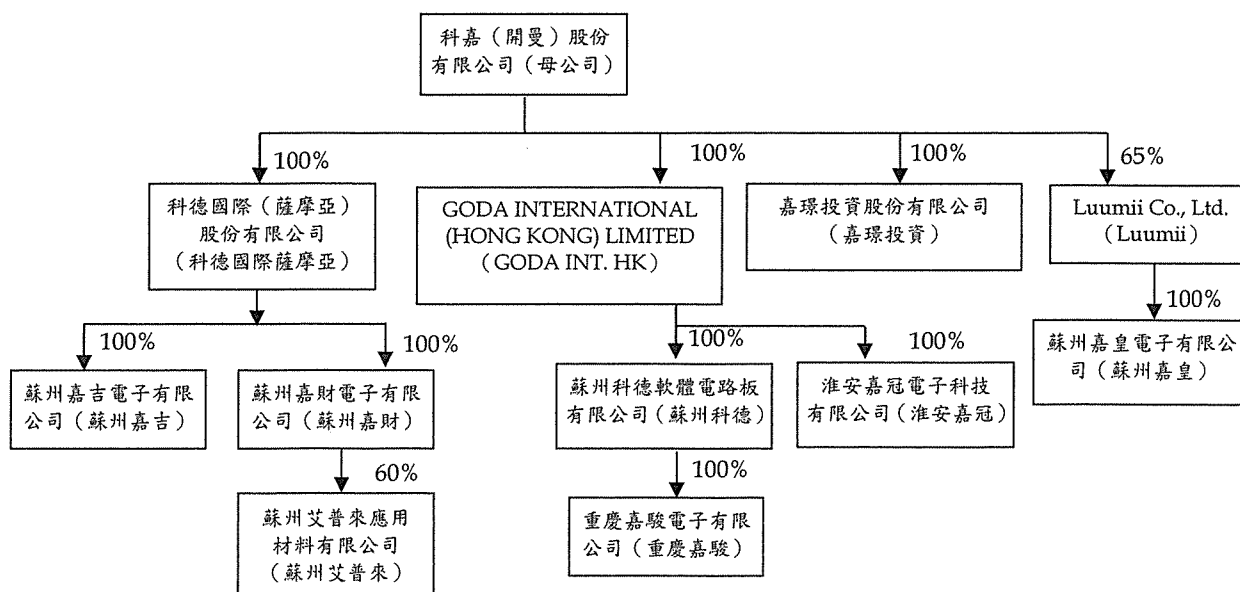 科嘉（開曼）股份
有限公司（母公司）
100%
100%
100%
65%
科德國際（薩摩亞）
股份有限公司
（科德國際薩摩亞）
GODA INTERNATIONAL
(HONG KONG) LIMITED
（GODA INT. HK）
嘉璟投資股份有限公司
（嘉璟投資）
Luumii Co., Ltd.
（Luumii）
100%
100%
100%
100%
100%
蘇州嘉吉電子有限
公司（蘇州嘉吉）
蘇州嘉財電子有限
公司（蘇州嘉財）
蘇州科德軟體電路板
有限公司（蘇州科德）
淮安嘉冠電子科技
有限公司（淮安嘉冠）
蘇州嘉皇電子有限公
司（蘇州嘉皇）
60%
100%
蘇州艾普來應用
材料有限公司
（蘇州艾普來）
重慶嘉駿電子有限
公司（重慶嘉駿）